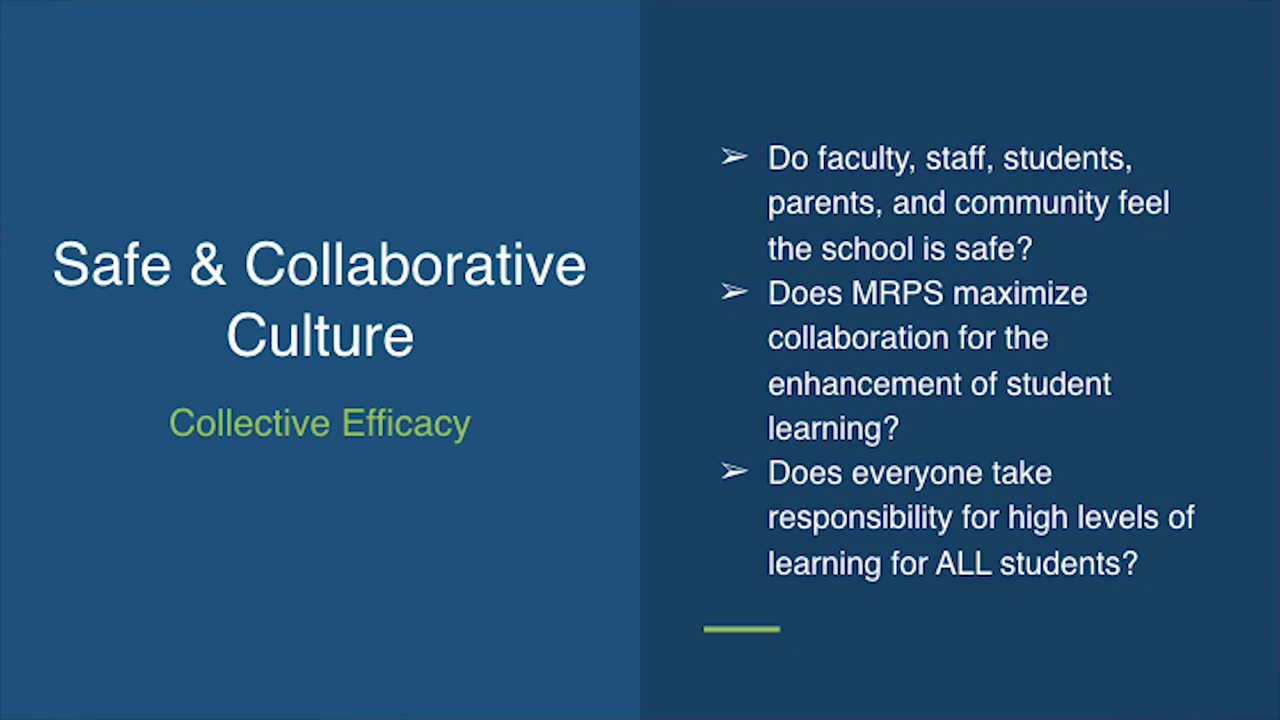 Safe & Collaborative
Culture
Collective Efficacy
➢ Do faculty, staff, students,
parents, and community feel
the school is safe?
➢ Does MRPS maximize
collaboration for the
enhancement of student
learning?
➢ Does everyone take
responsibility for high levels of
learning for ALL students?